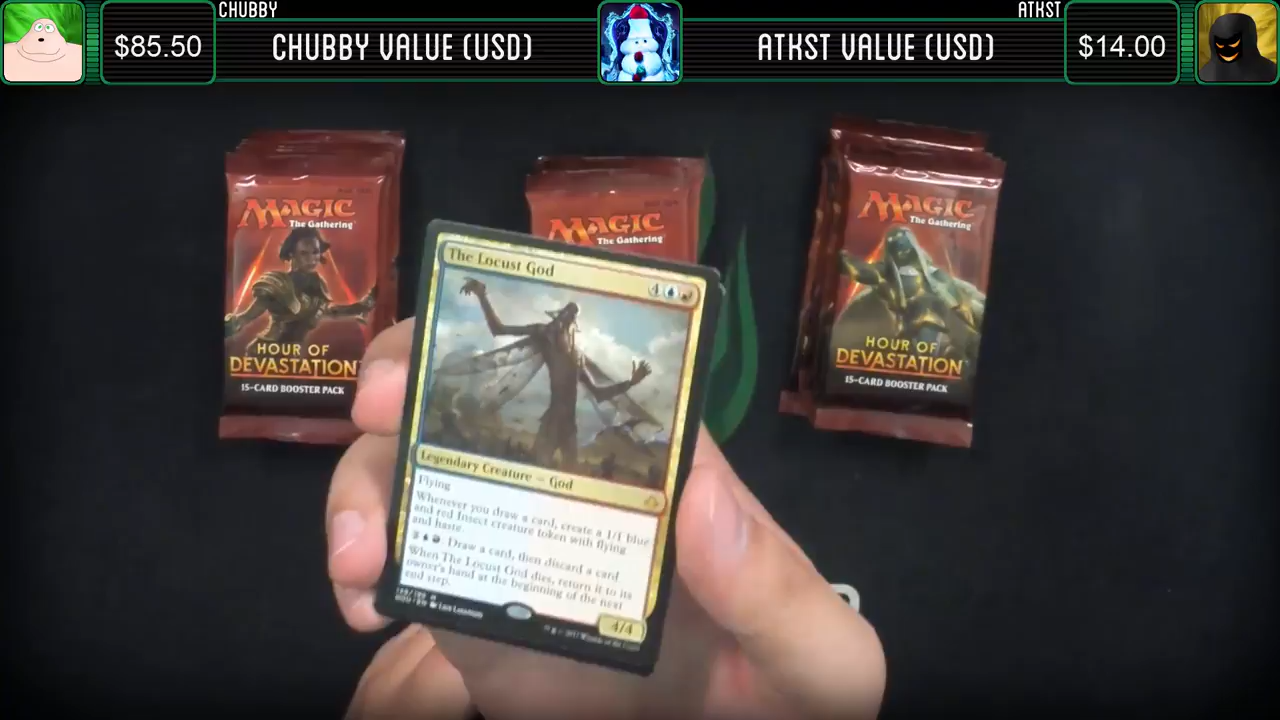 CHUBBY
ATKST
$85.50
CHUBBY VALUE (USD)
ATKST VALUE (USD)
$14.00
MAGIC
The Gathering
HOUR OF
DEVASTATION
15-CARD BOOSTER PACK
MAGIC
The Gathering
MAGIC
The Gathering
HOUR OF
DEVASTATION
15-CARD BOOSTER PACK
The Locust God
4
Legendary Creature — God
Flying
Whenever you draw a card, create a 1/1 blue
and red Insect creature token with flying
and haste.
: Draw a card, then discard a card
When The Locust God dies, return it to its
owner's hand at the beginning of the next
end step.
4/4